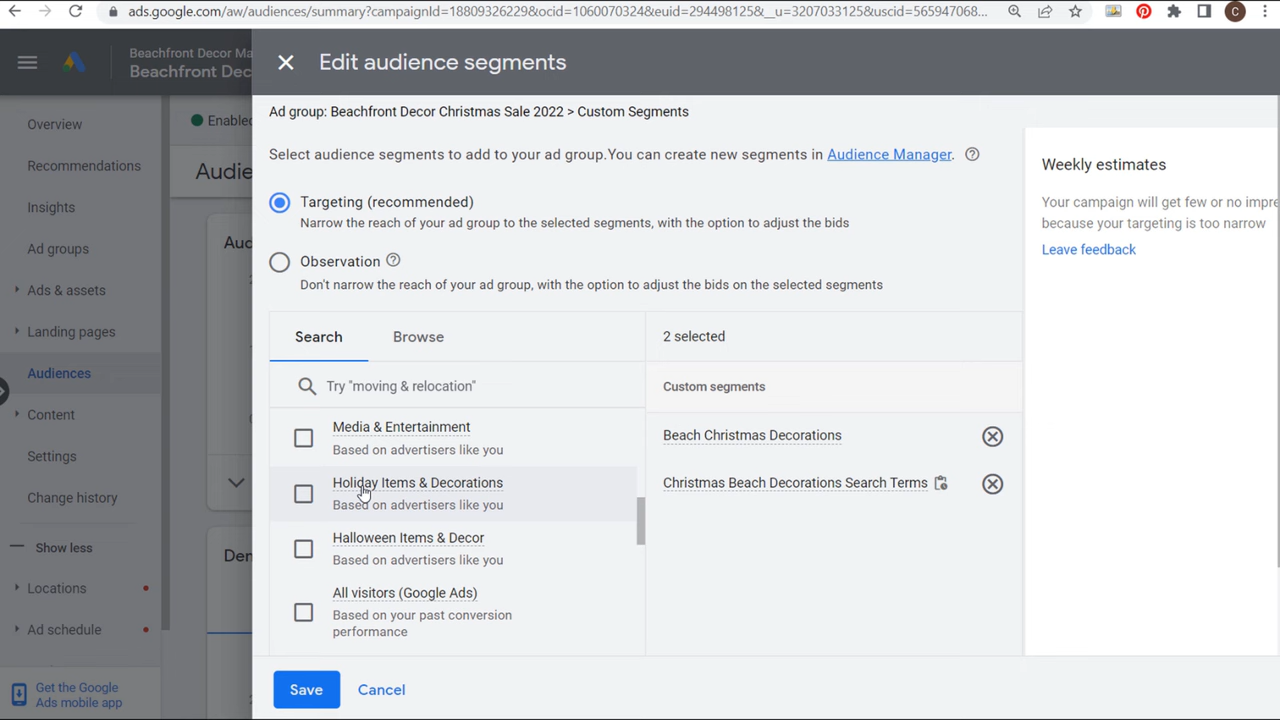 ads.google.com/aw/audiences/summary?campaignId=18809326229&ocid=1060070324&euid=294498125&__u=3207033125&uscid=565947068...
C
Beachfront Decor Ma
Beachfront Dec
Edit audience segments
Overview
Recommendations
Insights
Ad groups
Ads & assets
Landing pages
Audiences
Content
Settings
Change history
Show less
Locations
Ad schedule
Get the Google
Ads mobile app
Enabled
Audie
Aud
Den
Ad group: Beachfront Decor Christmas Sale 2022 > Custom Segments
Select audience segments to add to your ad group.You can create new segments in Audience Manager.
Targeting (recommended)
Narrow the reach of your ad group to the selected segments, with the option to adjust the bids
Observation
Don't narrow the reach of your ad group, with the option to adjust the bids on the selected segments
Search
Browse
Try "moving & relocation"
Media & Entertainment
Based on advertisers like you
Holiday Items & Decorations
Based on advertisers like you
Halloween Items & Decor
Based on advertisers like you
All visitors (Google Ads)
Based on your past conversion
performance
2 selected
Custom segments
Beach Christmas Decorations
Christmas Beach Decorations Search Terms
Save
Cancel
Weekly estimates
Your campaign will get few or no impre
because your targeting is too narrow
Leave feedback